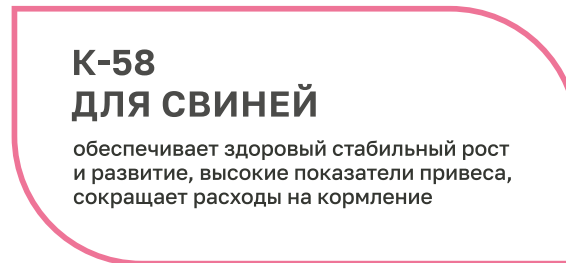 К-58
ДЛЯ СВИНЕЙ
обеспечивает здоровый стабильный рост
и развитие, высокие показатели привеса,
сокращает расходы на кормление